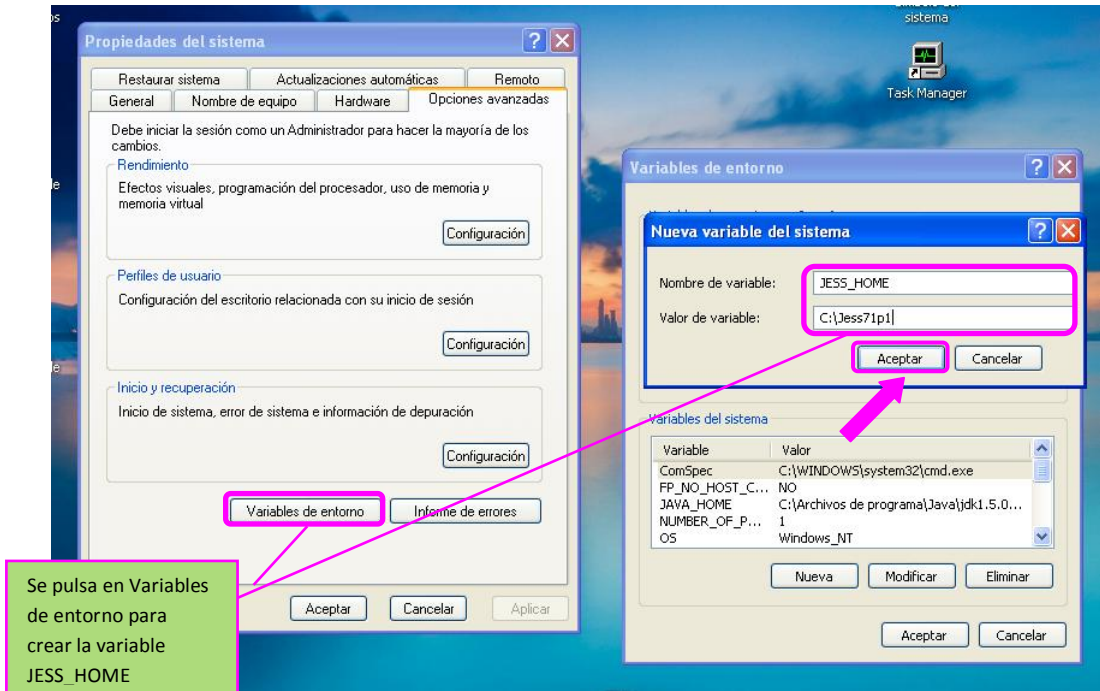 sistema
Task Manager
Propiedades del sistema
Restaurar sistema
Actualizaciones automáticas
Remoto
General
Nombre de equipo
Hardware
Opciones avanzadas
Debe iniciar la sesión como un Administrador para hacer la mayoría de los
cambios.
Rendimiento
Efectos visuales, programación del procesador, uso de memoria y
memoria virtual
Configuración
Perfiles de usuario
Configuración del escritorio relacionada con su inicio de sesión
Configuración
Inicio y recuperación
Inicio de sistema, error de sistema e información de depuración
Configuración
Variables de entorno
Informe de errores
Aceptar
Cancelar
Aplicar
Se pulsa en Variables
de entorno para
crear la variable
JESS_HOME
Variables de entorno
Nueva variable del sistema
Nombre de variable:
JESS_HOME
Valor de variable:
C:\Jess71p1
Aceptar
Cancelar
Variables del sistema
Variable Valor
ComSpec C:\WINDOWS\system32\cmd.exe
FP_NO_HOST_C... NO
JAVA_HOME C:\Archivos de programa\Java\jdk1.5.0...
NUMBER_OF_P... 1
OS Windows_NT
Nueva
Modificar
Eliminar
Aceptar
Cancelar